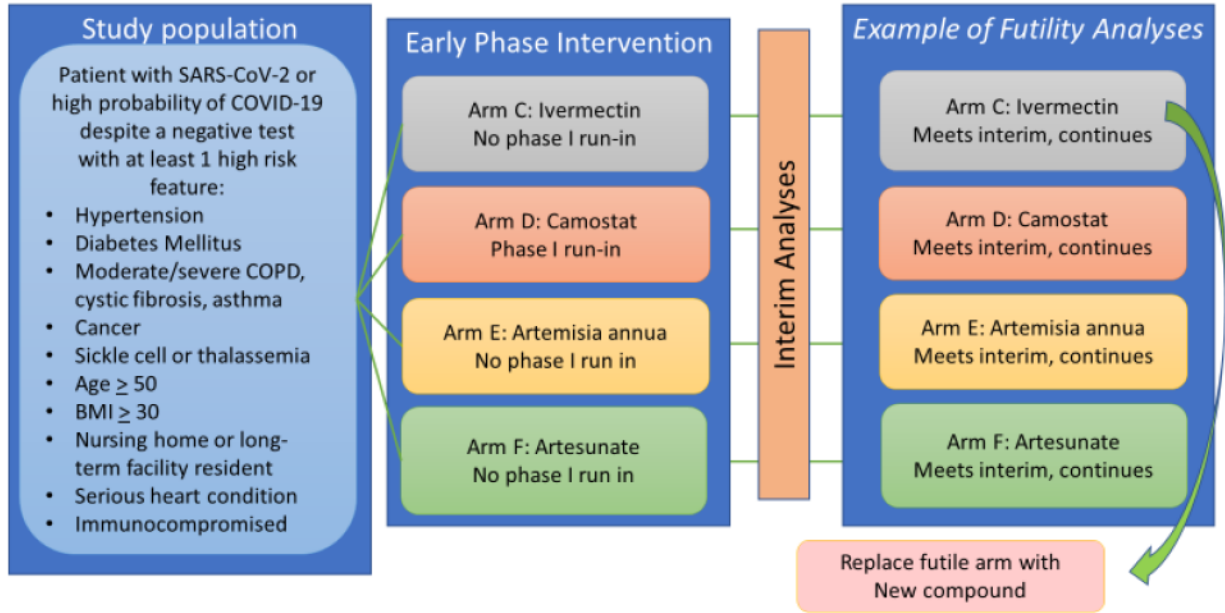 Study population
Patient with SARS-CoV-2 or
high probability of COVID-19
despite a negative test
with at least 1 high risk
feature:
• Hypertension
• Diabetes Mellitus
• Moderate/severe COPD,
cystic fibrosis, asthma
• Cancer
• Sickle cell or thalassemia
• Age ≥ 50
• BMI ≥ 30
• Nursing home or long-
term facility resident
• Serious heart condition
• Immunocompromised
Early Phase Intervention
Arm C: Ivermectin
No phase I run-in
Arm D: Camostat
Phase I run-in
Arm E: Artemisia annua
No phase I run in
Arm F: Artesunate
No phase I run in
Interim Analyses
Example of Futility Analyses
Arm C: Ivermectin
Meets interim, continues
Arm D: Camostat
Meets interim, continues
Arm E: Artemisia annua
Meets interim, continues
Arm F: Artesunate
Meets interim, continues
Replace futile arm with
New compound